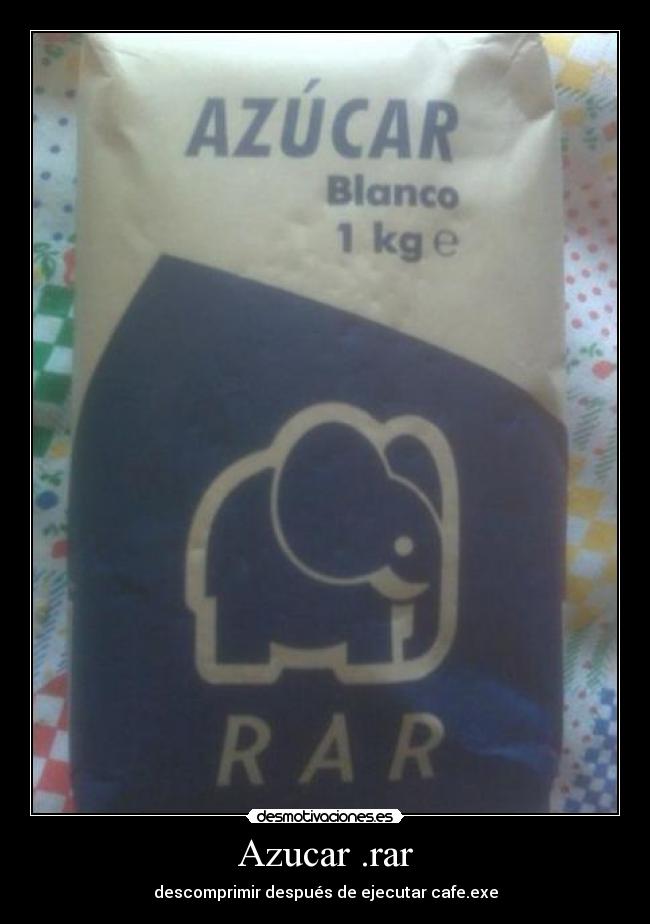 AZÚCAR
Blanco
1 kg e
RAR
desmotivaciones.es
Azucar .rar
descomprimir después de ejecutar cafe.exe